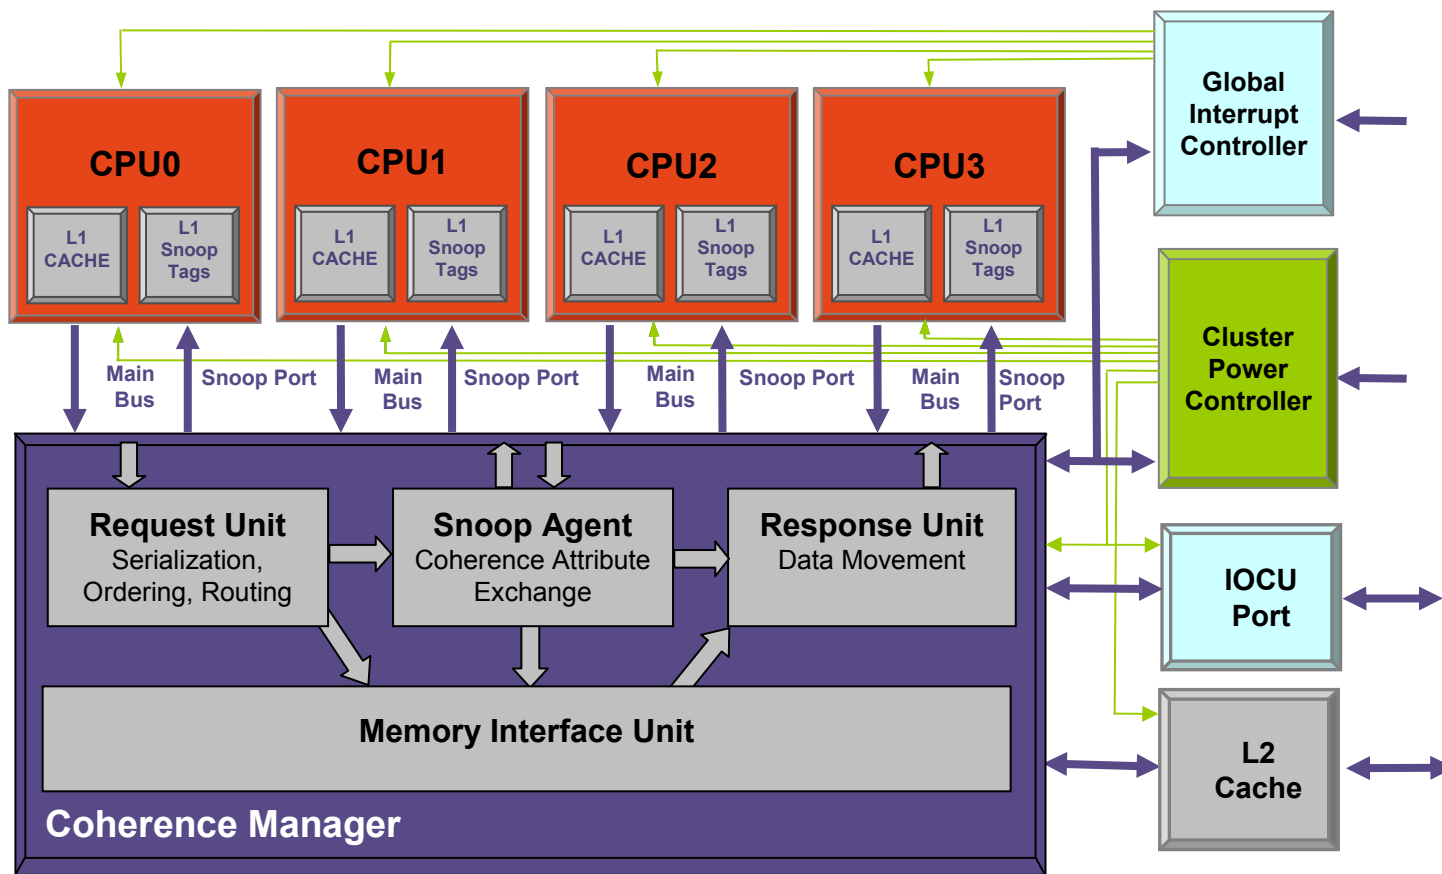 Global
Interrupt
Controller
CPU0
L1
CACHE
L1
Snoop
Tags
CPU1
L1
CACHE
L1
Snoop
Tags
CPU2
L1
CACHE
L1
Snoop
Tags
CPU3
L1
CACHE
L1
Snoop
Tags
Cluster
Power
Controller
Main
Bus
Snoop Port
Main
Bus
Snoop Port
Main
Bus
Snoop Port
Main
Bus
Snoop
Port
Request Unit
Serialization,
Ordering, Routing
Snoop Agent
Coherence Attribute
Exchange
Response Unit
Data Movement
IOCU
Port
Memory Interface Unit
L2
Cache
Coherence Manager